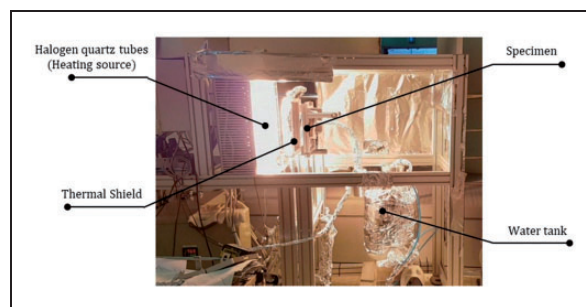 Halogen quartz tubes
(Heating source)
Specimen
Thermal Shield
Water tank